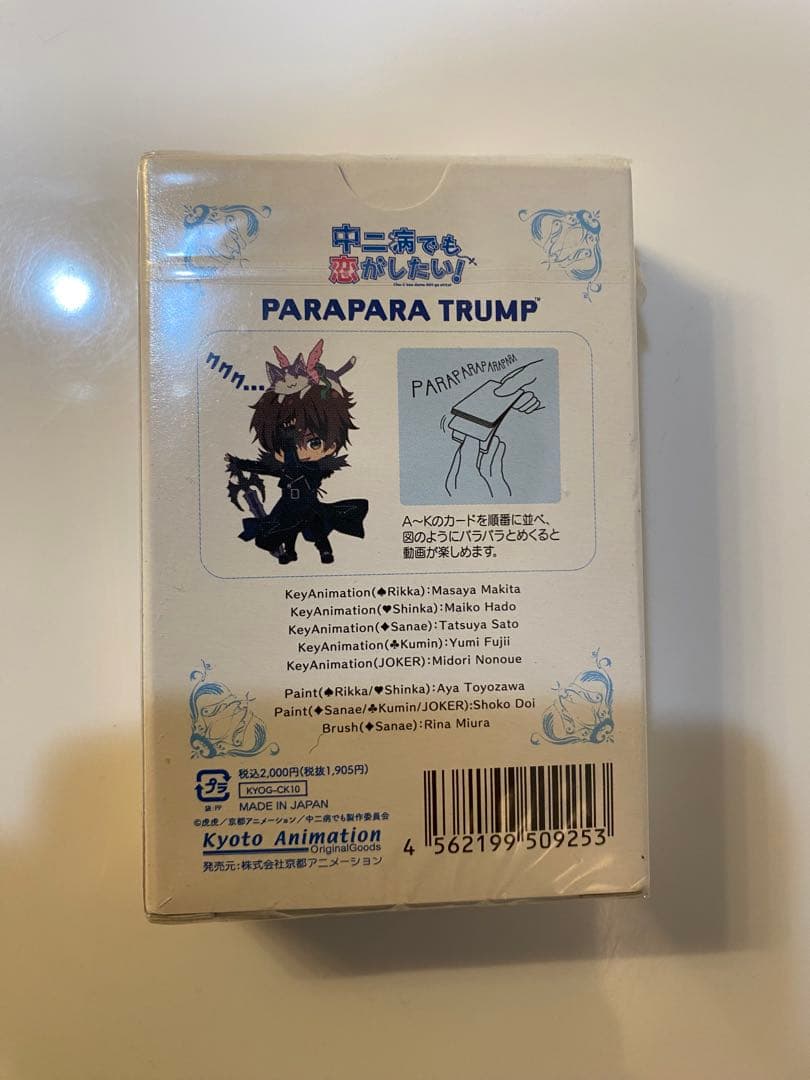 中二病でも
恋がしたい!
Chu-2 byo demo KOI ga shitai!
PARAPARA TRUMP™
ククク...
PARAPARAPARAPARA
A〜Kのカードを順番に並べ、
図のようにパラパラとめくると
動画が楽しめます。
KeyAnimation(♠Rikka):Masaya Makita
KeyAnimation(♥Shinka):Maiko Hado
KeyAnimation(♦Sanae):Tatsuya Sato
KeyAnimation(♣Kumin):Yumi Fujii
KeyAnimation(JOKER):Midori Nonoue
Paint(♠Rikka/♥Shinka):Aya Toyozawa
Paint(♦Sanae/♣Kumin/JOKER):Shoko Doi
Brush(♦Sanae):Rina Miura
プラ
袋:PP
税込2,000円(税抜1,905円)
KYOG-CK10
MADE IN JAPAN
©虎虎/京都アニメーション/中二病でも製作委員会
Kyoto Animation
OriginalGoods
発売元:株式会社京都アニメーション
4 562199 509253